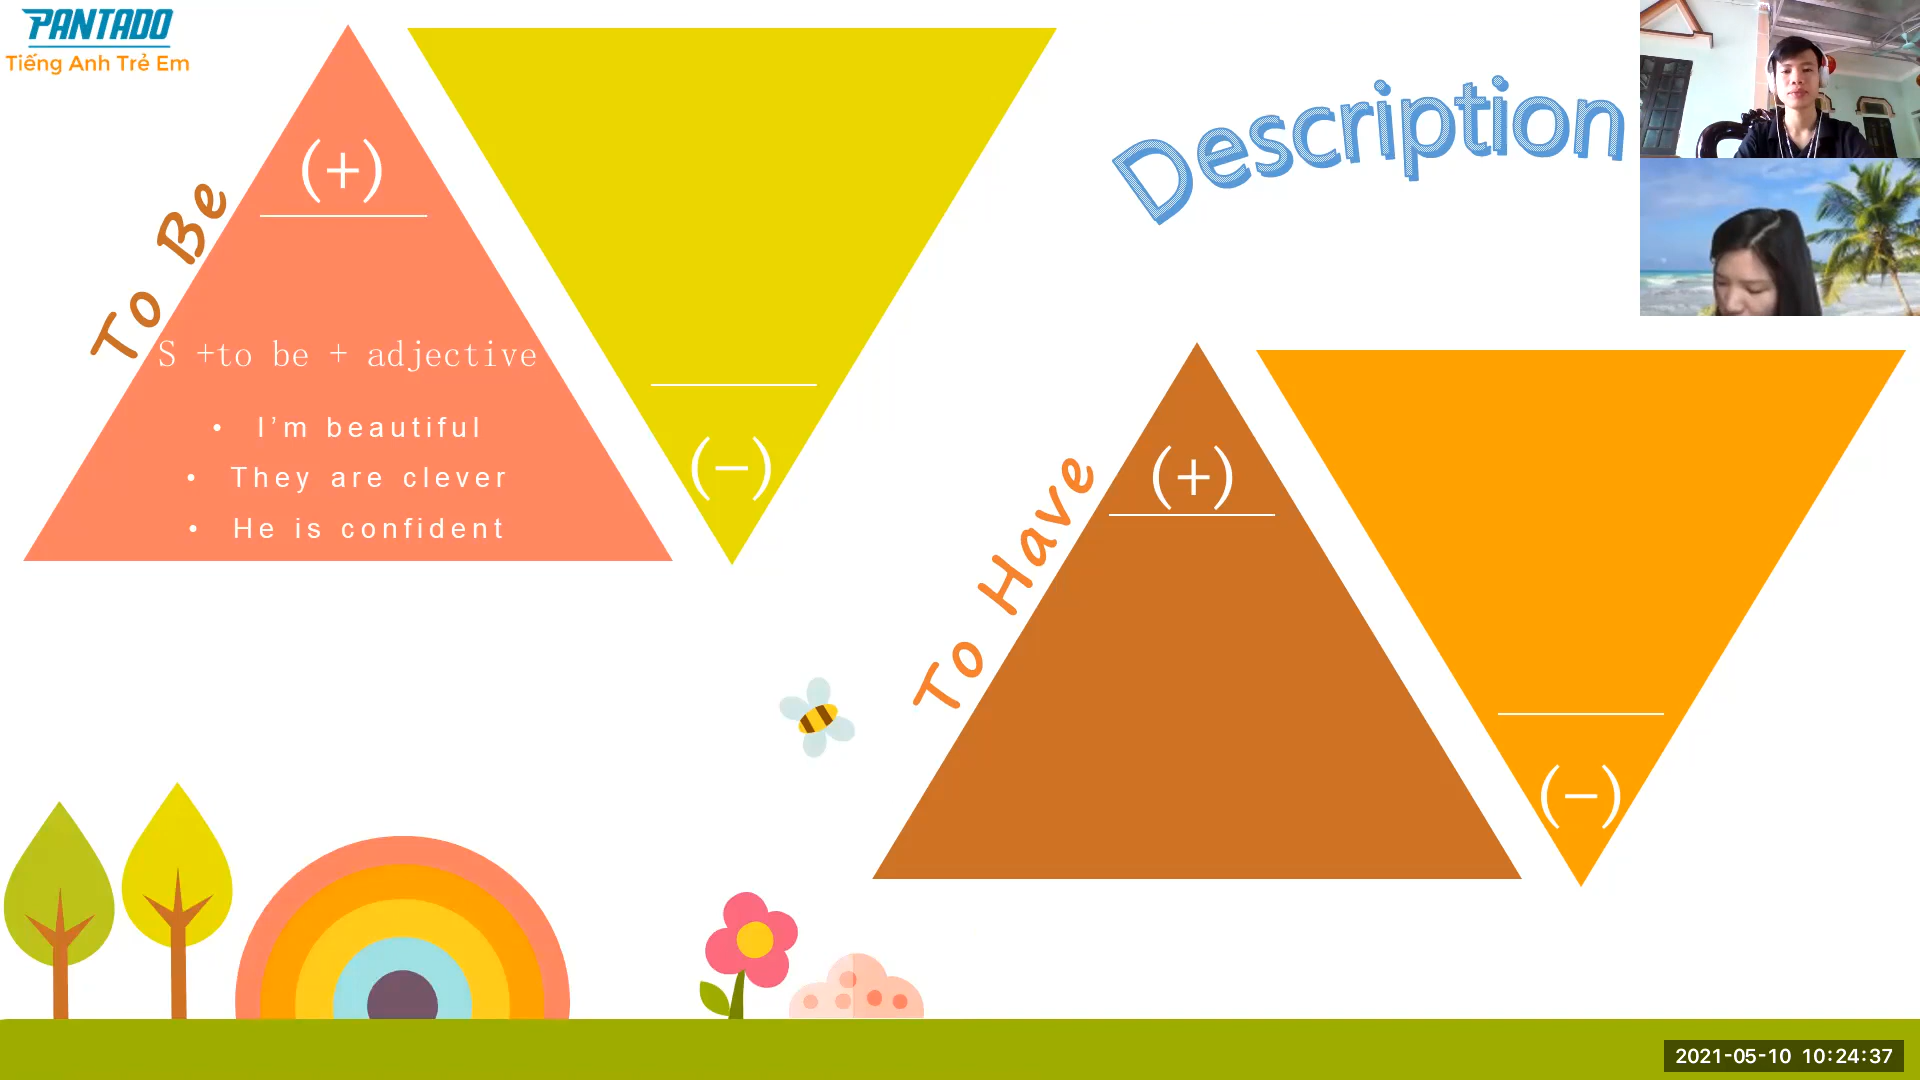 PANTADO
Tiếng Anh Trẻ Em
Description
To Be
(+)
S +to be + adjective
• I’m beautiful
• They are clever
• He is confident
(−)
To Have
(+)
(−)
2021-05-10 10:24:37